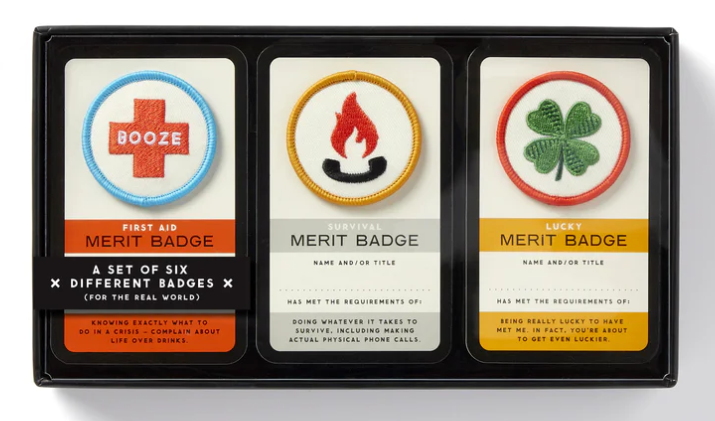 BOOZE
FIRST AID
MERIT BADGE
A SET OF SIX
× DIFFERENT BADGES ×
(FOR THE REAL WORLD)
KNOWING EXACTLY WHAT TO
DO IN A CRISIS – COMPLAIN ABOUT
LIFE OVER DRINKS.
SURVIVAL
MERIT BADGE
NAME AND/OR TITLE
HAS MET THE REQUIREMENTS OF:
DOING WHATEVER IT TAKES TO
SURVIVE, INCLUDING MAKING
ACTUAL PHYSICAL PHONE CALLS.
LUCKY
MERIT BADGE
NAME AND/OR TITLE
HAS MET THE REQUIREMENTS OF:
BEING REALLY LUCKY TO HAVE
MET ME. IN FACT, YOU'RE ABOUT
TO GET EVEN LUCKIER.